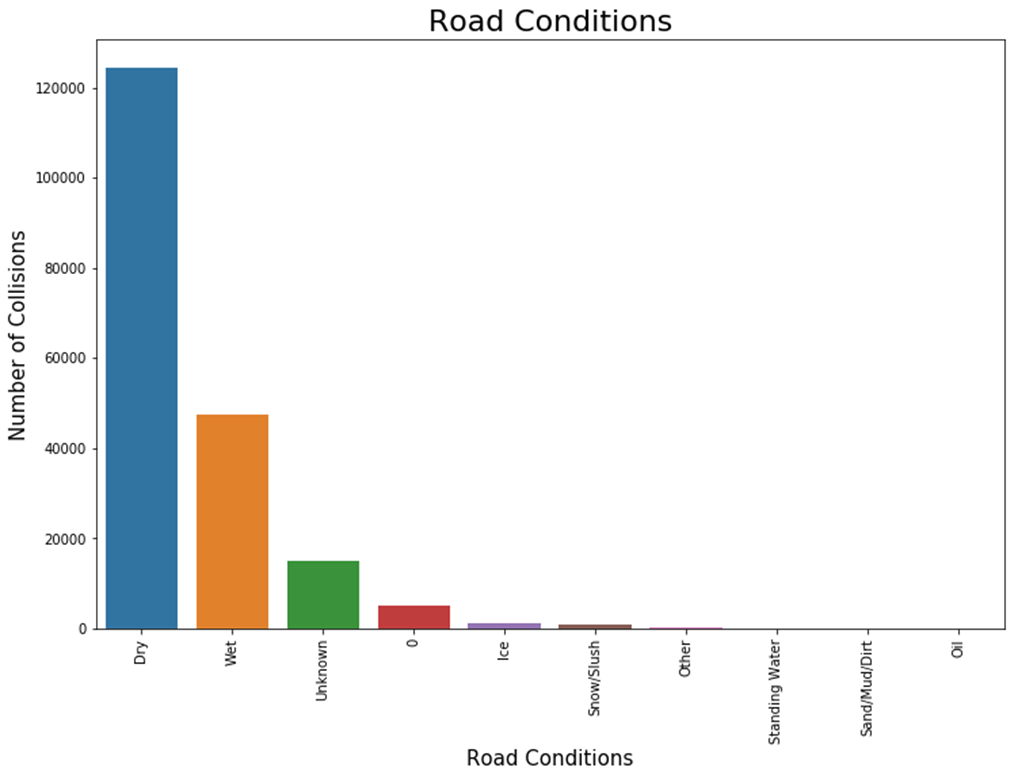 Road Conditions
Number of Collisions
120000
100000
80000
60000
40000
20000
0
Dry
Wet
Unknown
0
Ice
Snow/Slush
Other
Standing Water
Sand/Mud/Dirt
Oil
Road Conditions